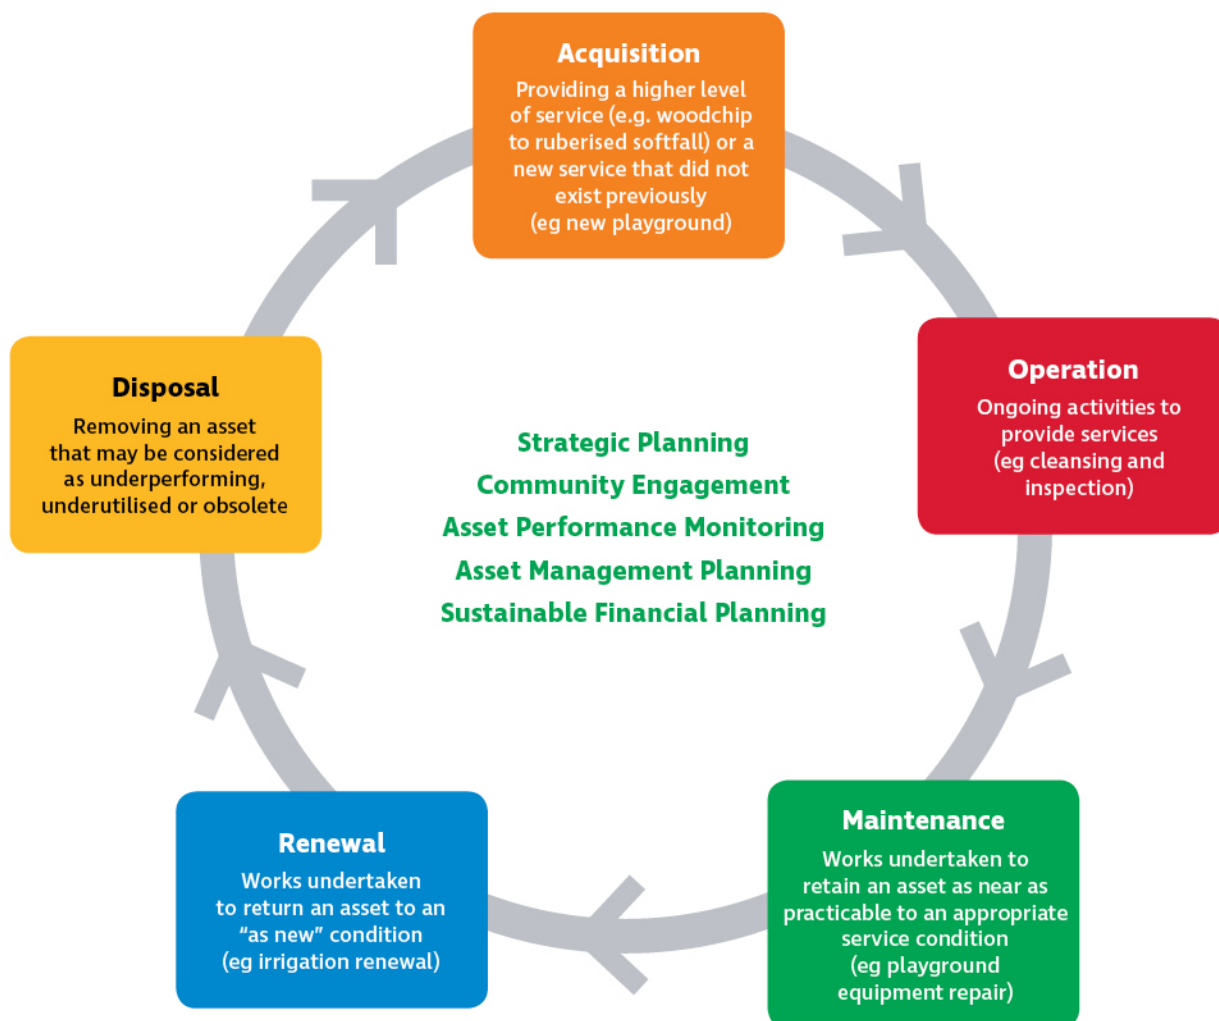 Acquisition
Providing a higher level
of service (e.g. woodchip
to ruberised softfall) or a
new service that did not
exist previously
(eg new playground)
Operation
Ongoing activities to
provide services
(eg cleansing and
inspection)
Disposal
Removing an asset
that may be considered
as underperforming,
underutilised or obsolete
Strategic Planning
Community Engagement
Asset Performance Monitoring
Asset Management Planning
Sustainable Financial Planning
Renewal
Works undertaken
to return an asset to an
“as new” condition
(eg irrigation renewal)
Maintenance
Works undertaken to
retain an asset as near as
practicable to an appropriate
service condition
(eg playground
equipment repair)